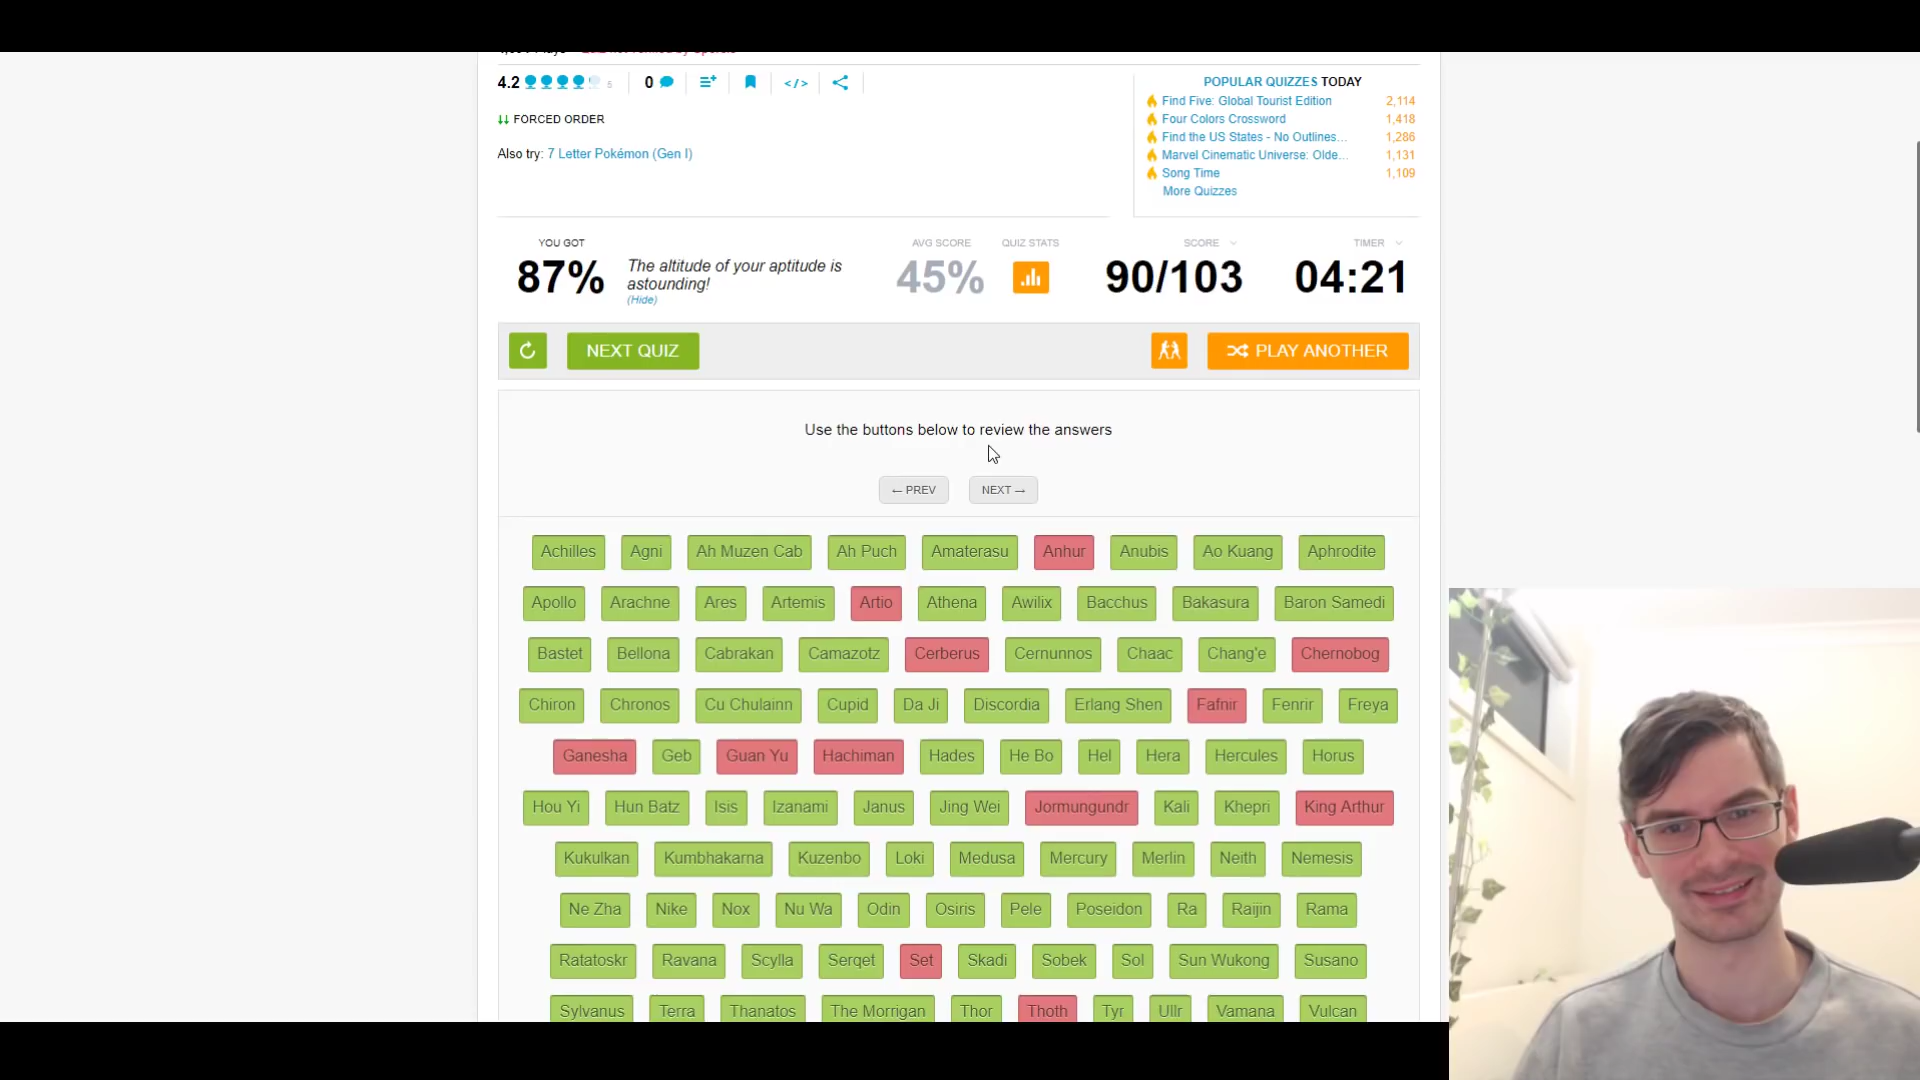 4.2 5 0 </>
FORCED ORDER
Also try: 7 Letter Pokémon (Gen I)
POPULAR QUIZZES TODAY
Find Five: Global Tourist Edition 2,114
Four Colors Crossword 1,418
Find the US States - No Outlines... 1,286
Marvel Cinematic Universe: Olde... 1,131
Song Time 1,109
More Quizzes
YOU GOT AVG SCORE QUIZ STATS SCORE TIMER
87% The altitude of your aptitude is astounding! 45% 90/103 04:21
(Hide)
NEXT QUIZ PLAY ANOTHER
Use the buttons below to review the answers
← PREV NEXT →
Achilles Agni Ah Muzen Cab Ah Puch Amaterasu Anhur Anubis Ao Kuang Aphrodite
Apollo Arachne Ares Artemis Artio Athena Awilix Bacchus Bakasura Baron Samedi
Bastet Bellona Cabrakan Camazotz Cerberus Cernunnos Chaac Chang'e Chernobog
Chiron Chronos Cu Chulainn Cupid Da Ji Discordia Erlang Shen Fafnir Fenrir Freya
Ganesha Geb Guan Yu Hachiman Hades He Bo Hel Hera Hercules Horus
Hou Yi Hun Batz Isis Izanami Janus Jing Wei Jormungundr Kali Khepri King Arthur
Kukulkan Kumbhakarna Kuzenbo Loki Medusa Mercury Merlin Neith Nemesis
Ne Zha Nike Nox Nu Wa Odin Osiris Pele Poseidon Ra Raijin Rama
Ratatoskr Ravana Scylla Serqet Set Skadi Sobek Sol Sun Wukong Susano
Sylvanus Terra Thanatos The Morrigan Thor Thoth Tyr Ullr Vamana Vulcan